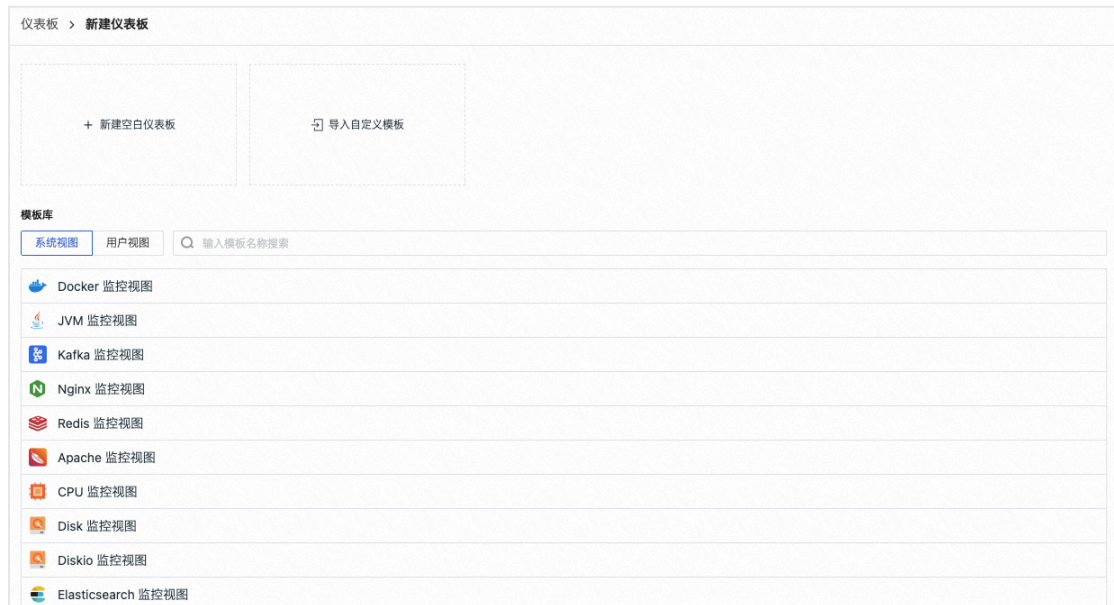 仪表板 > 新建仪表板
+ 新建空白仪表板
导入自定义模板
模板库
系统视图 用户视图 输入模板名称搜索
Docker 监控视图
JVM 监控视图
Kafka 监控视图
Nginx 监控视图
Redis 监控视图
Apache 监控视图
CPU 监控视图
Disk 监控视图
Diskio 监控视图
Elasticsearch 监控视图